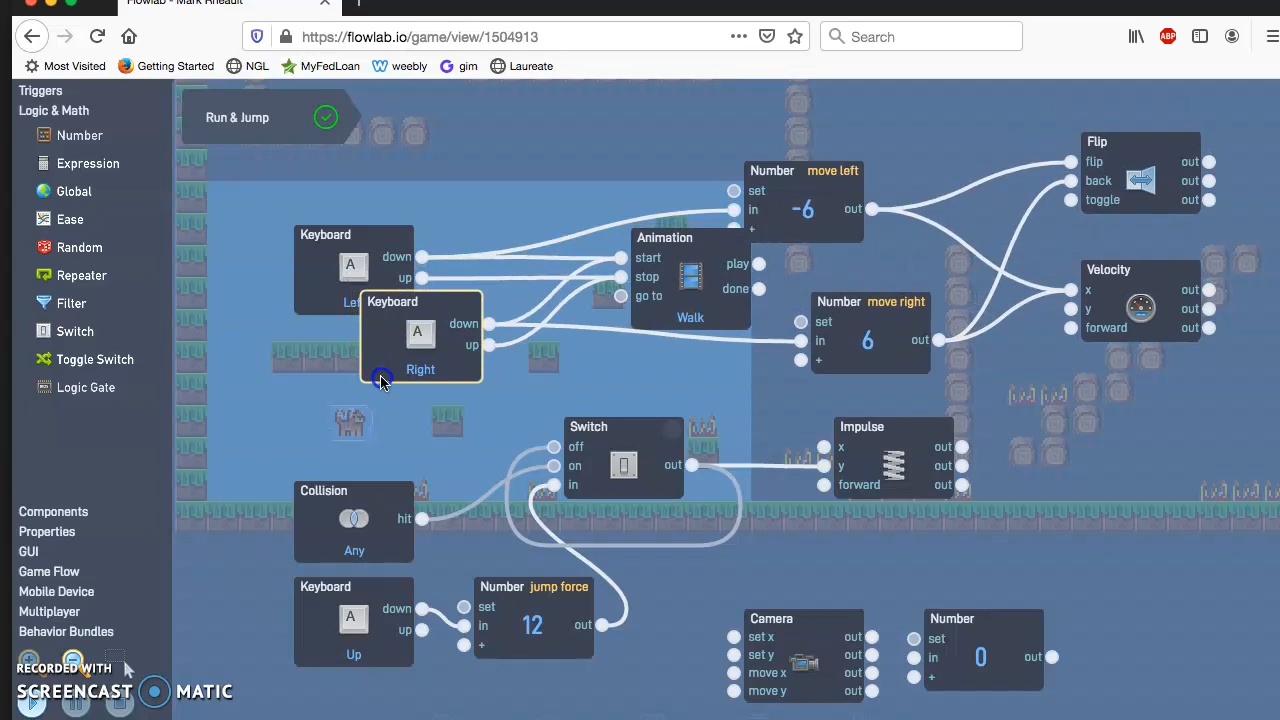 Flowlab - Mark Rheault
https://flowlab.io/game/view/1504913
Search
Most Visited
Getting Started
NGL
MyFedLoan
weebly
gim
Laureate
ABP
Triggers
Logic & Math
Number
Expression
Global
Ease
Random
Repeater
Filter
Switch
Toggle Switch
Logic Gate
Components
Properties
GUI
Game Flow
Mobile Device
Multiplayer
Behavior Bundles
Run & Jump
Keyboard
A
down
up
Lef
Keyboard
A
down
up
Right
Animation
start
stop
go to
play
done
Walk
Number move left
set
in
+
-6
out
Number move right
set
in
+
6
out
Flip
flip
back
toggle
out
out
out
Velocity
x
y
forward
out
out
out
Switch
off
on
in
out
Impulse
x
y
forward
out
out
out
Collision
hit
Any
Keyboard
A
down
up
Up
Number jump force
set
in
+
12
out
Camera
set x
set y
move x
move y
out
out
out
out
Number
set
in
+
0
out
RECORDED WITH
SCREENCAST MATIC